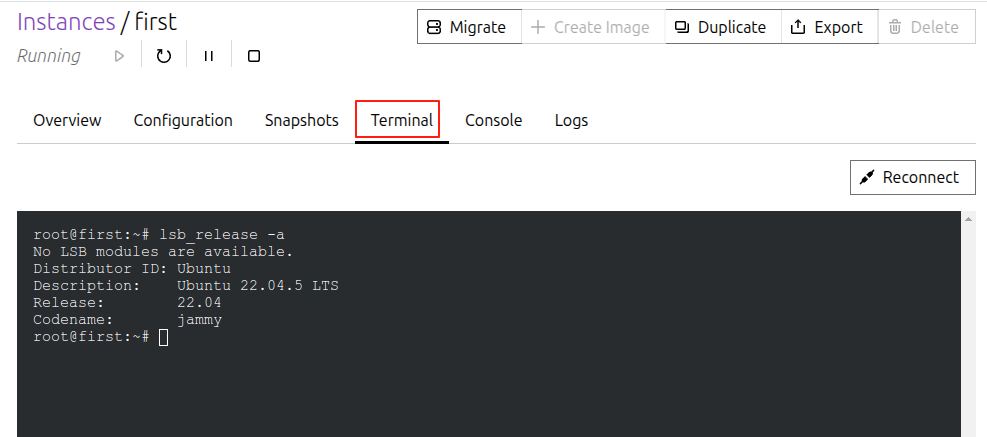 Instances / first
Migrate
Create Image
Duplicate
Export
Delete
Running
Overview
Configuration
Snapshots
Terminal
Console
Logs
Reconnect
root@first:~# lsb_release -a
No LSB modules are available.
Distributor ID: Ubuntu
Description:    Ubuntu 22.04.5 LTS
Release:        22.04
Codename:       jammy
root@first:~#